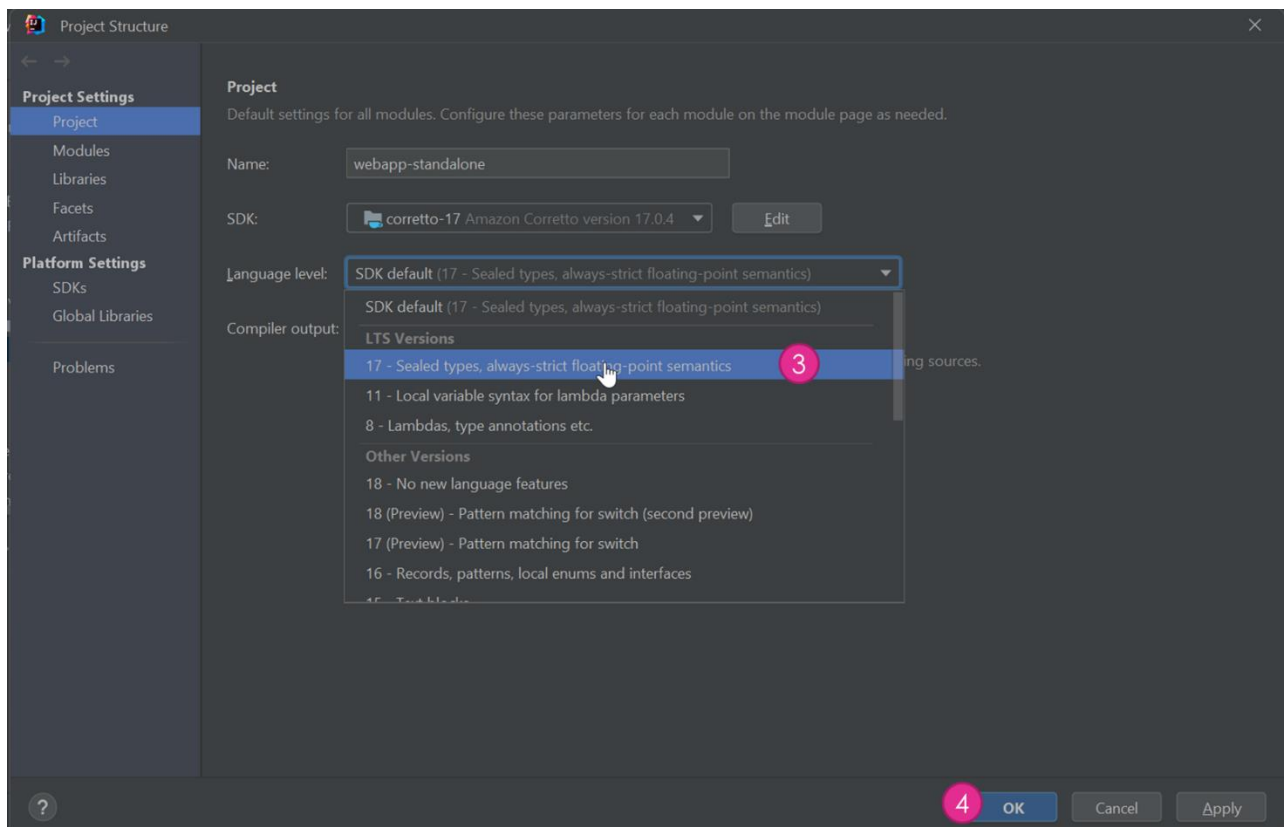 Project Structure
Project Settings
Project
Modules
Libraries
Facets
Artifacts
Platform Settings
SDKs
Global Libraries
Problems
Project
Default settings for all modules. Configure these parameters for each module on the module page as needed.
Name: webapp-standalone
SDK: corretto-17 Amazon Corretto version 17.0.4 Edit
Language level: SDK default (17 - Sealed types, always-strict floating-point semantics)
SDK default (17 - Sealed types, always-strict floating-point semantics)
Compiler output:
LTS Versions
17 - Sealed types, always-strict floating-point semantics 3
ing sources.
11 - Local variable syntax for lambda parameters
8 - Lambdas, type annotations etc.
Other Versions
18 - No new language features
18 (Preview) - Pattern matching for switch (second preview)
17 (Preview) - Pattern matching for switch
16 - Records, patterns, local enums and interfaces
15 - Text blocks
? 4 OK Cancel Apply